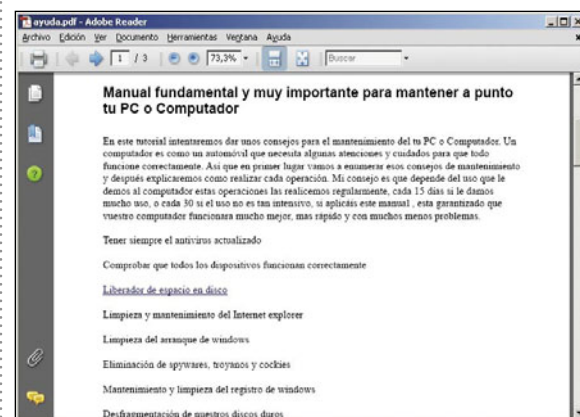 ayuda.pdf - Adobe Reader
Archivo Edición Ver Documento Herramientas Ventana Ayuda
1 / 3 73,3% Buscar
Manual fundamental y muy importante para mantener a punto
tu PC o Computador
En este tutorial intentaremos dar unos consejos para el mantenimiento del tu PC o Computador. Un
computador es como un automóvil que necesita algunas atenciones y cuidados para que todo
funcione correctamente. Asi que en primer lugar vamos a enumerar esos consejos de mantenimiento
y después explicaremos como realizar cada operación. Mi consejo es que depende del uso que le
demos al computador estas operaciones las realicemos regularmente, cada 15 dias si le damos
mucho uso, o cada 30 si el uso no es tan intensivo, si aplicáis este manual , esta garantizado que
vuestro computador funcionara mucho mejor, mas rápido y con muchos menos problemas.
Tener siempre el antivirus actualizado
Comprobar que todos los dispositivos funcionan correctamente
Liberador de espacio en disco
Limpieza y mantenimiento del Internet explorer
Limpieza del arranque de windows
Eliminación de spywares, troyanos y cockies
Mantenimiento y limpieza del registro de windows
Desfragmentación de nuestros discos duros